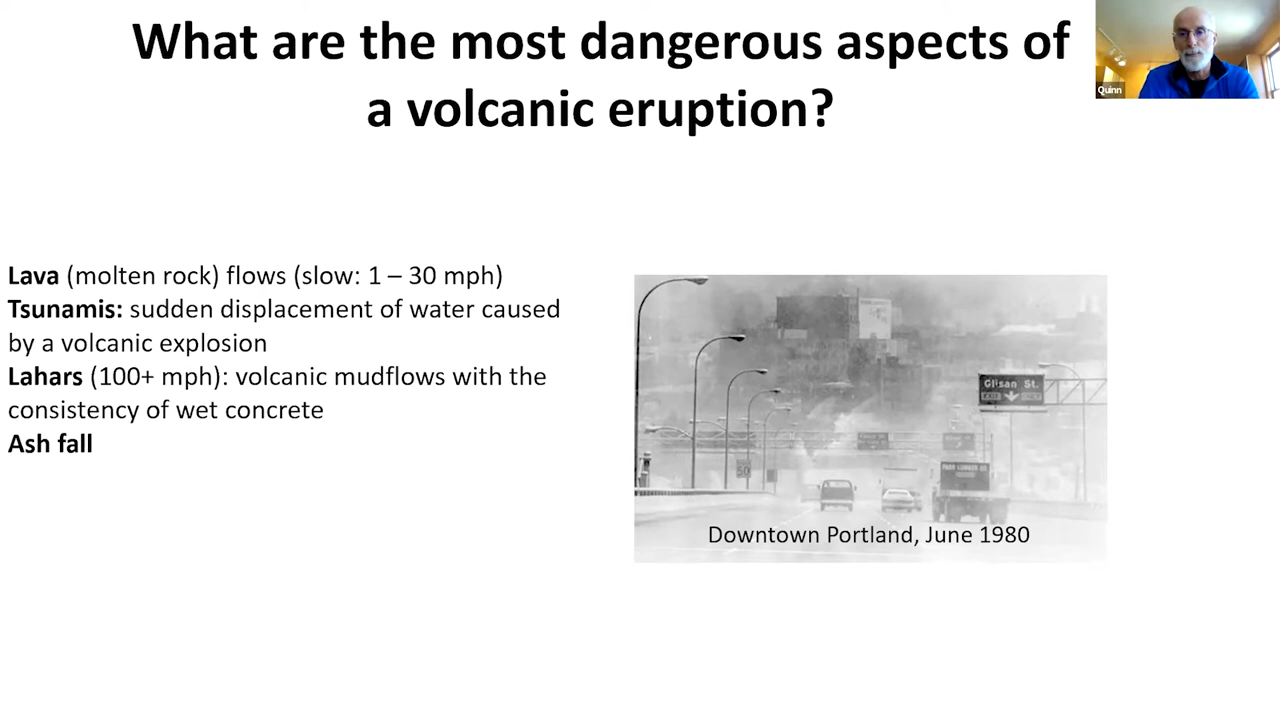 What are the most dangerous aspects of
a volcanic eruption?
Quinn
Lava (molten rock) flows (slow: 1 – 30 mph)
Tsunamis: sudden displacement of water caused
by a volcanic explosion
Lahars (100+ mph): volcanic mudflows with the
consistency of wet concrete
Ash fall
Glisan St.
50
Downtown Portland, June 1980